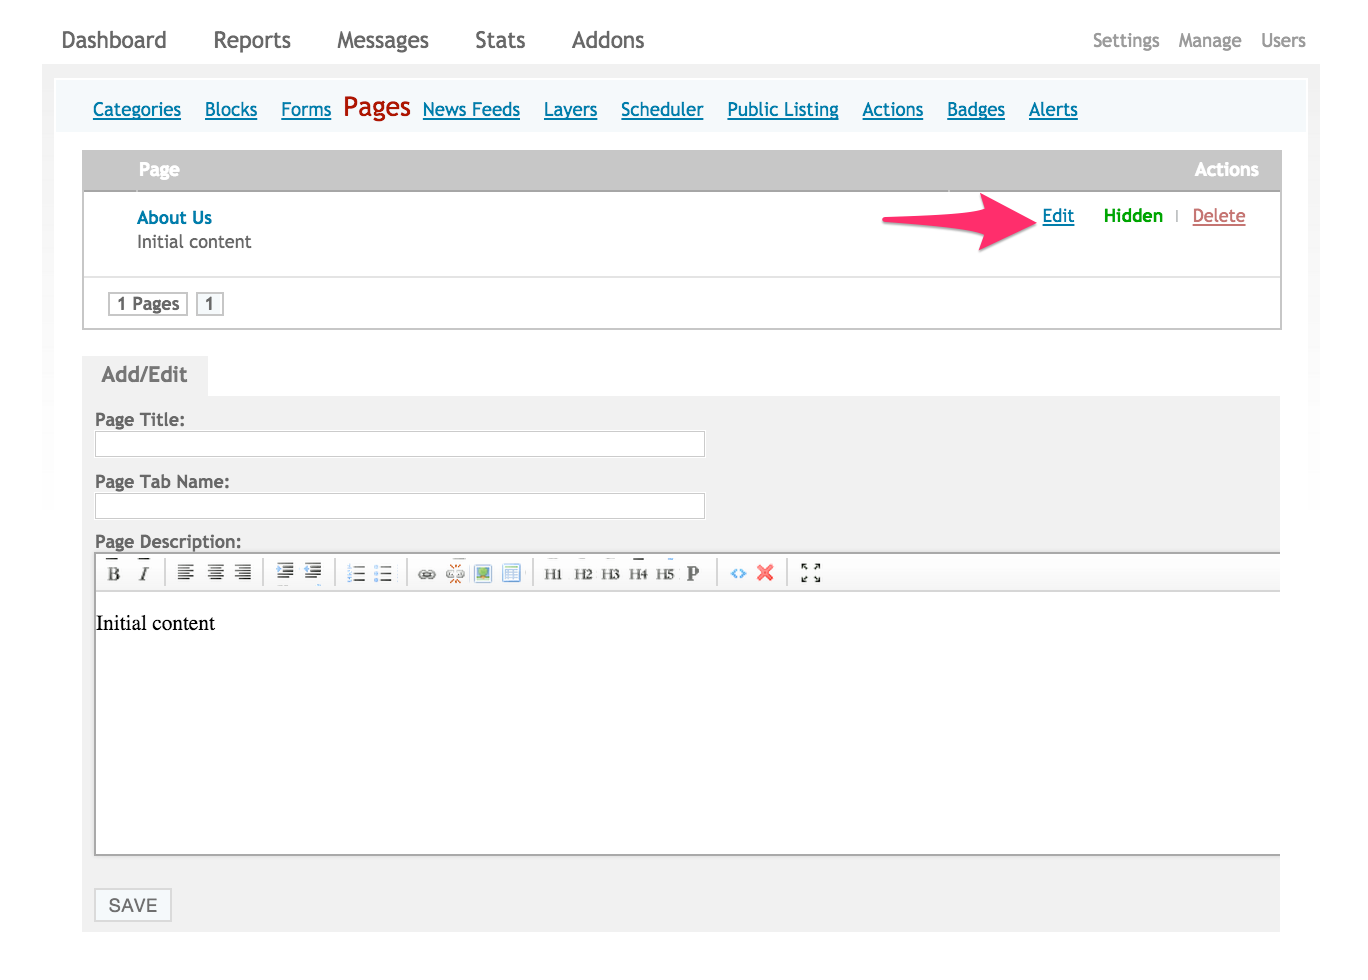 Dashboard Reports Messages Stats Addons Settings Manage Users
Categories Blocks Forms Pages News Feeds Layers Scheduler Public Listing Actions Badges Alerts
Page Actions
About Us Edit Hidden | Delete
Initial content
1 Pages 1
Add/Edit
Page Title:
Page Tab Name:
Page Description:
B I H1 H2 H3 H4 H5 P
Initial content
SAVE